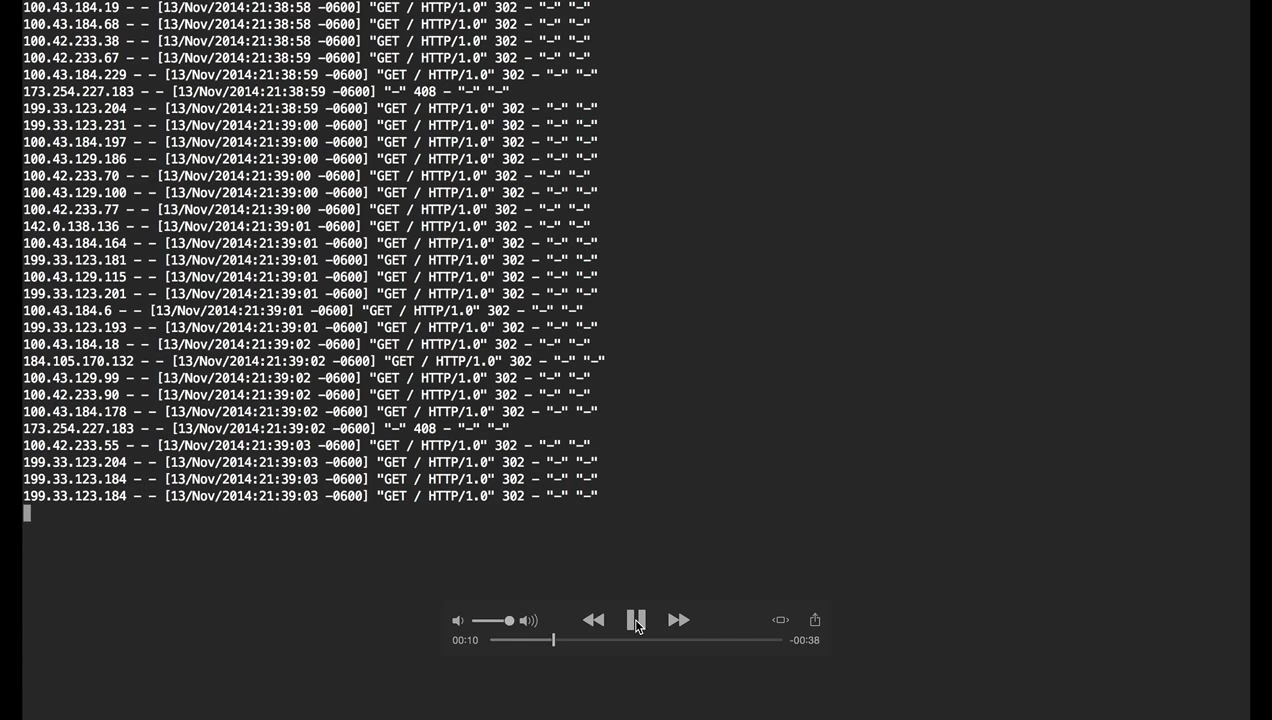 100.43.184.19 - - [13/Nov/2014:21:38:58 -0600] "GET / HTTP/1.0" 302 - "-" "-"
100.43.184.68 - - [13/Nov/2014:21:38:58 -0600] "GET / HTTP/1.0" 302 - "-" "-"
100.42.233.38 - - [13/Nov/2014:21:38:58 -0600] "GET / HTTP/1.0" 302 - "-" "-"
100.42.233.67 - - [13/Nov/2014:21:38:59 -0600] "GET / HTTP/1.0" 302 - "-" "-"
100.43.184.229 - - [13/Nov/2014:21:38:59 -0600] "GET / HTTP/1.0" 302 - "-" "-"
173.254.227.183 - - [13/Nov/2014:21:38:59 -0600] "-" 408 - "-" "-"
199.33.123.204 - - [13/Nov/2014:21:38:59 -0600] "GET / HTTP/1.0" 302 - "-" "-"
199.33.123.231 - - [13/Nov/2014:21:39:00 -0600] "GET / HTTP/1.0" 302 - "-" "-"
100.43.184.197 - - [13/Nov/2014:21:39:00 -0600] "GET / HTTP/1.0" 302 - "-" "-"
100.43.129.186 - - [13/Nov/2014:21:39:00 -0600] "GET / HTTP/1.0" 302 - "-" "-"
100.42.233.70 - - [13/Nov/2014:21:39:00 -0600] "GET / HTTP/1.0" 302 - "-" "-"
100.43.129.100 - - [13/Nov/2014:21:39:00 -0600] "GET / HTTP/1.0" 302 - "-" "-"
100.42.233.77 - - [13/Nov/2014:21:39:00 -0600] "GET / HTTP/1.0" 302 - "-" "-"
142.0.138.136 - - [13/Nov/2014:21:39:01 -0600] "GET / HTTP/1.0" 302 - "-" "-"
100.43.184.164 - - [13/Nov/2014:21:39:01 -0600] "GET / HTTP/1.0" 302 - "-" "-"
199.33.123.181 - - [13/Nov/2014:21:39:01 -0600] "GET / HTTP/1.0" 302 - "-" "-"
100.43.129.115 - - [13/Nov/2014:21:39:01 -0600] "GET / HTTP/1.0" 302 - "-" "-"
199.33.123.201 - - [13/Nov/2014:21:39:01 -0600] "GET / HTTP/1.0" 302 - "-" "-"
100.43.184.6 - - [13/Nov/2014:21:39:01 -0600] "GET / HTTP/1.0" 302 - "-" "-"
199.33.123.193 - - [13/Nov/2014:21:39:01 -0600] "GET / HTTP/1.0" 302 - "-" "-"
100.43.184.18 - - [13/Nov/2014:21:39:02 -0600] "GET / HTTP/1.0" 302 - "-" "-"
184.105.170.132 - - [13/Nov/2014:21:39:02 -0600] "GET / HTTP/1.0" 302 - "-" "-"
100.43.129.99 - - [13/Nov/2014:21:39:02 -0600] "GET / HTTP/1.0" 302 - "-" "-"
100.42.233.90 - - [13/Nov/2014:21:39:02 -0600] "GET / HTTP/1.0" 302 - "-" "-"
100.43.184.178 - - [13/Nov/2014:21:39:02 -0600] "GET / HTTP/1.0" 302 - "-" "-"
173.254.227.183 - - [13/Nov/2014:21:39:02 -0600] "-" 408 - "-" "-"
100.42.233.55 - - [13/Nov/2014:21:39:03 -0600] "GET / HTTP/1.0" 302 - "-" "-"
199.33.123.204 - - [13/Nov/2014:21:39:03 -0600] "GET / HTTP/1.0" 302 - "-" "-"
199.33.123.184 - - [13/Nov/2014:21:39:03 -0600] "GET / HTTP/1.0" 302 - "-" "-"
199.33.123.184 - - [13/Nov/2014:21:39:03 -0600] "GET / HTTP/1.0" 302 - "-" "-"
00:10 -00:38